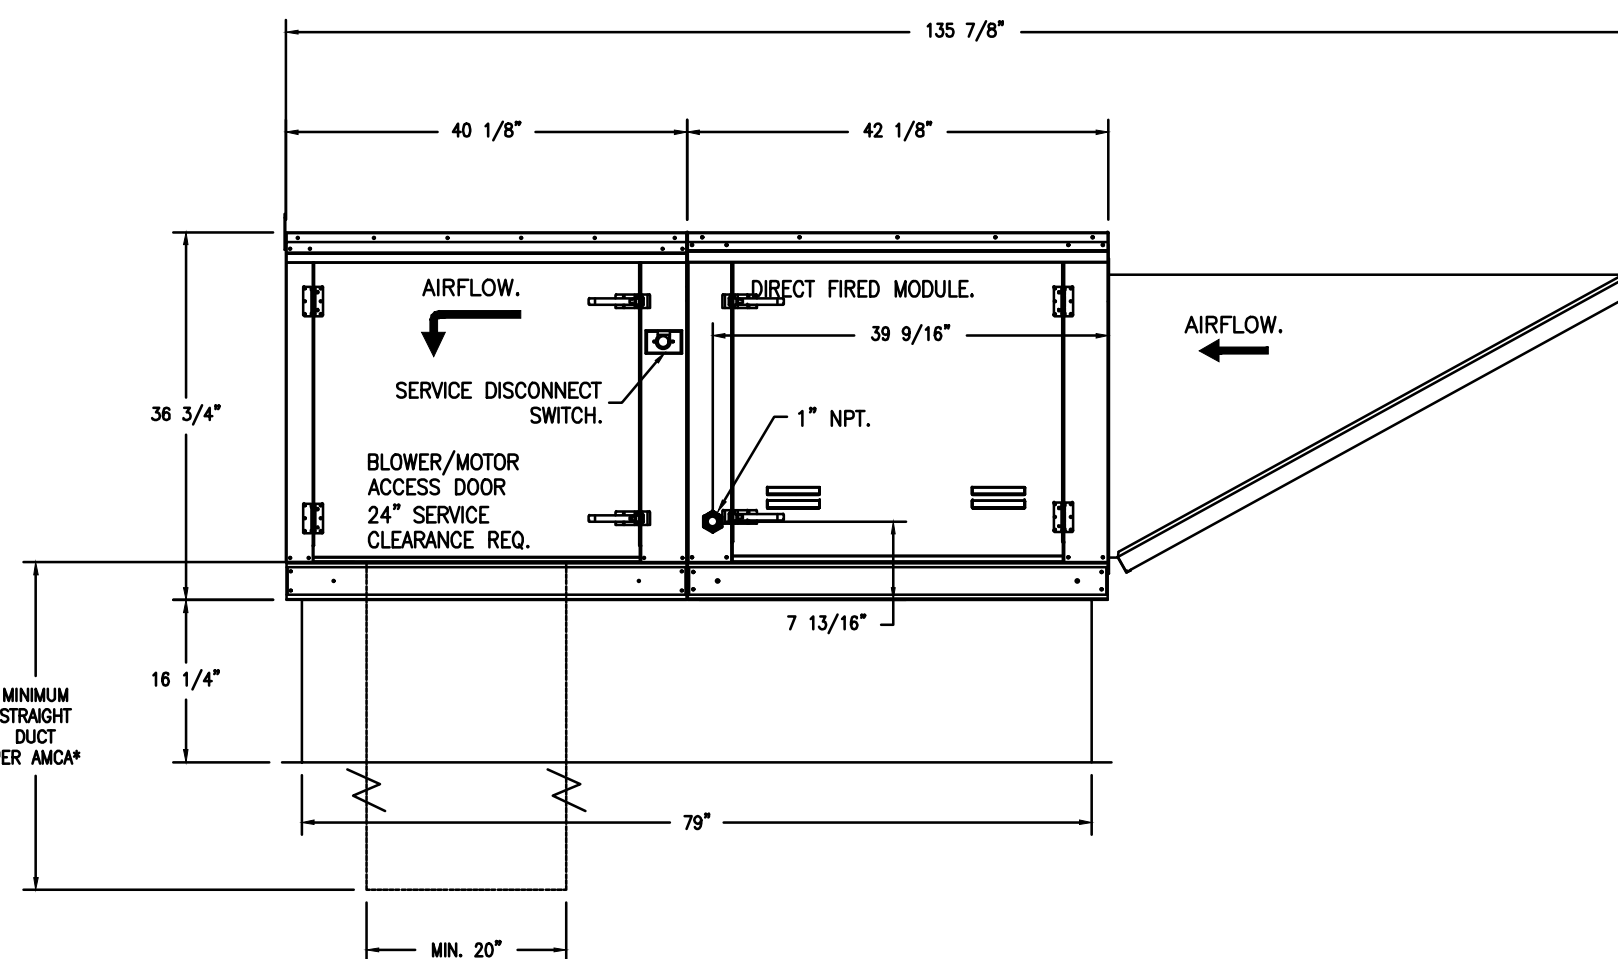 135 7/8"
40 1/8"
42 1/8"
AIRFLOW.
DIRECT FIRED MODULE.
39 9/16"
AIRFLOW.
SERVICE DISCONNECT
SWITCH.
36 3/4"
1" NPT.
BLOWER/MOTOR
ACCESS DOOR
24" SERVICE
CLEARANCE REQ.
7 13/16"
16 1/4"
MINIMUM
STRAIGHT
DUCT
PER AMCA*
79"
MIN. 20"